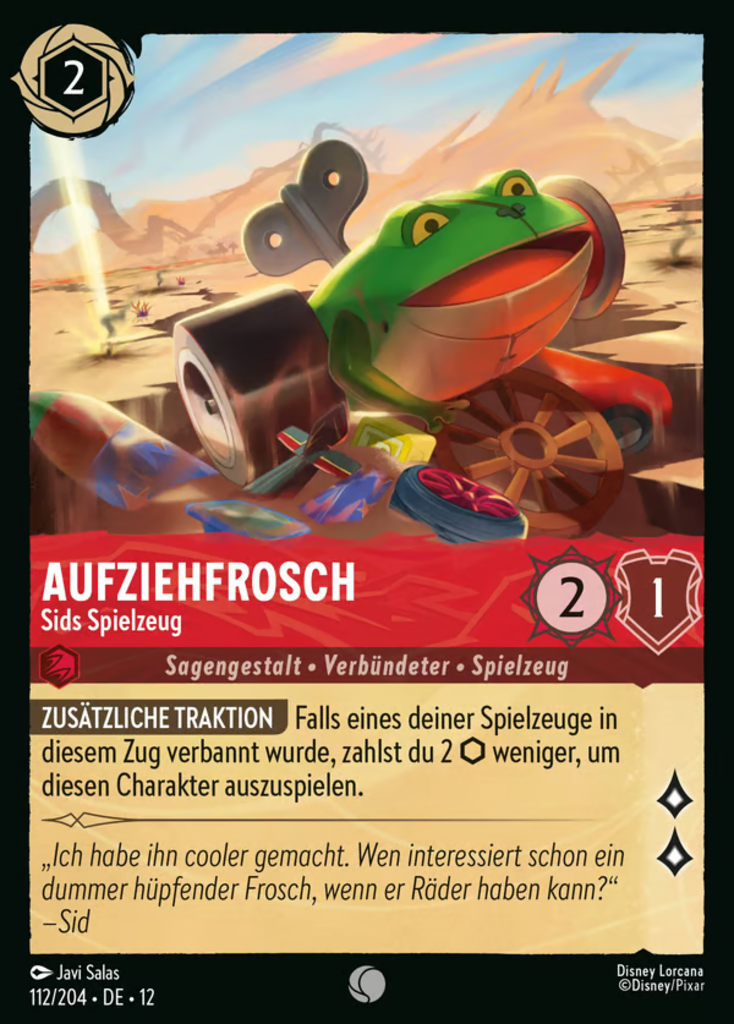 2
AUFZIEHFROSCH
Sids Spielzeug
2
1
Sagengestalt • Verbündeter • Spielzeug
ZUSÄTZLICHE TRAKTION Falls eines deiner Spielzeuge in
diesem Zug verbannt wurde, zahlst du 2 ⬡ weniger, um
diesen Charakter auszuspielen.
„Ich habe ihn cooler gemacht. Wen interessiert schon ein
dummer hüpfender Frosch, wenn er Räder haben kann?“
–Sid
Javi Salas
112/204 • DE • 12
Disney Lorcana
©Disney/Pixar